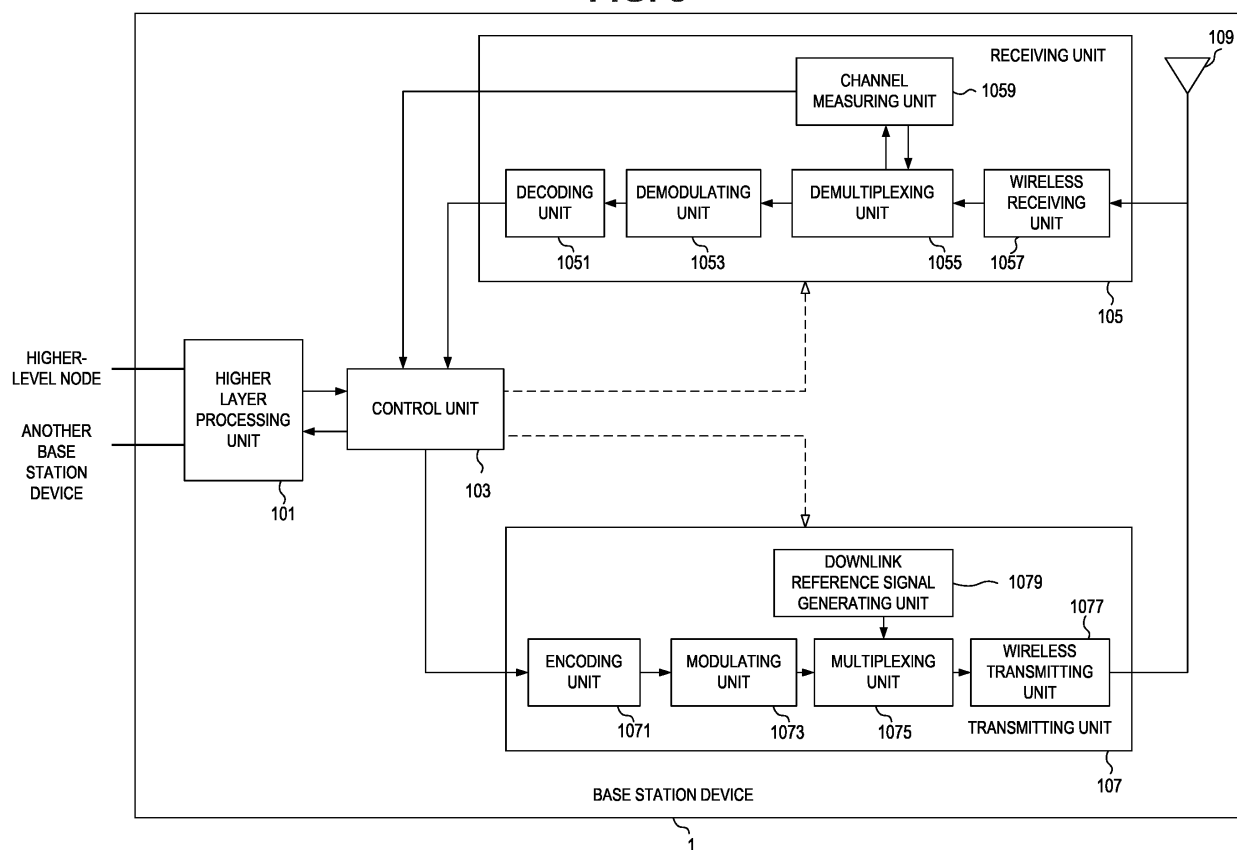 109
RECEIVING UNIT
CHANNEL
MEASURING UNIT
1059
DECODING
UNIT
DEMODULATING
UNIT
DEMULTIPLEXING
UNIT
WIRELESS
RECEIVING
UNIT
1051
1053
1055
1057
105
HIGHER-
LEVEL NODE
ANOTHER
BASE
STATION
DEVICE
HIGHER
LAYER
PROCESSING
UNIT
CONTROL UNIT
101
103
DOWNLINK
REFERENCE SIGNAL
GENERATING UNIT
1079
1077
ENCODING
UNIT
MODULATING
UNIT
MULTIPLEXING
UNIT
WIRELESS
TRANSMITTING
UNIT
1071
1073
1075
TRANSMITTING UNIT
107
BASE STATION DEVICE
1